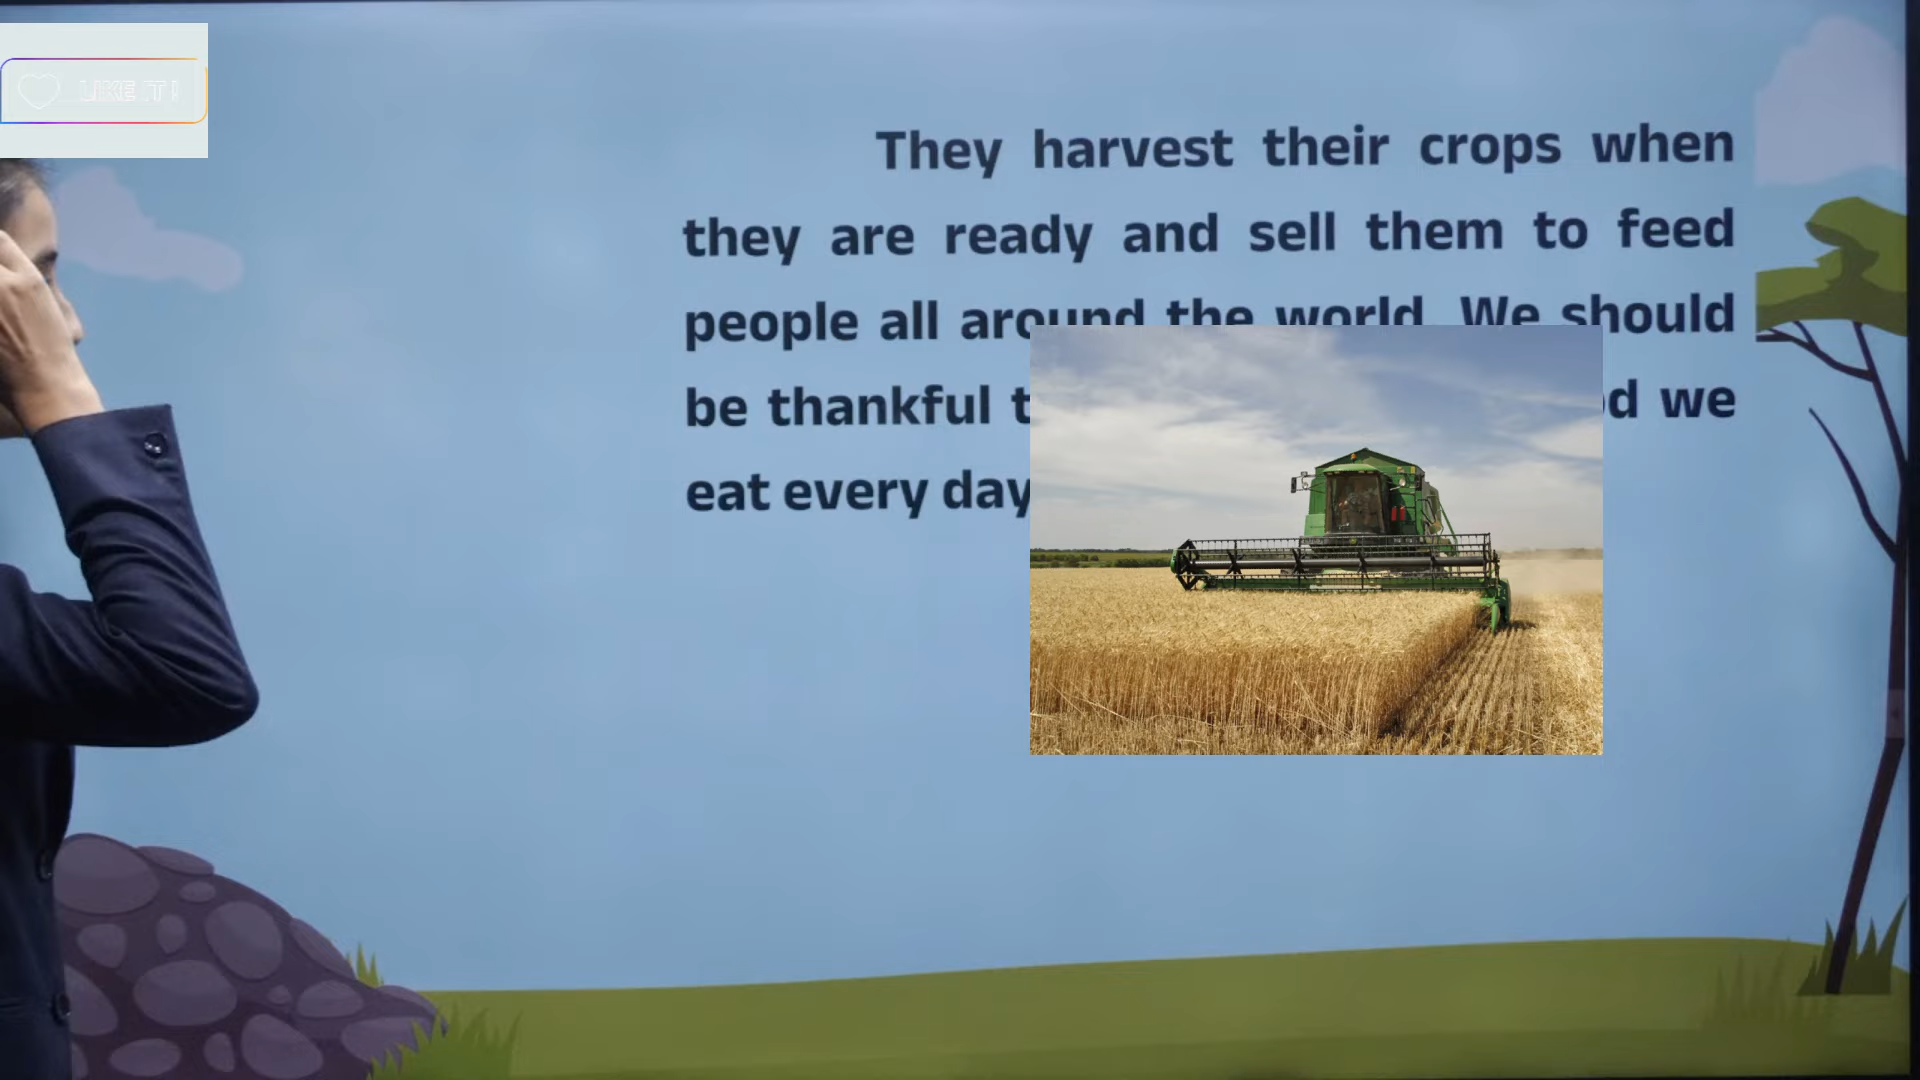 LIKE IT!
They harvest their crops when
they are ready and sell them to feed
people all around the world. We should
be thankful
we
eat every day